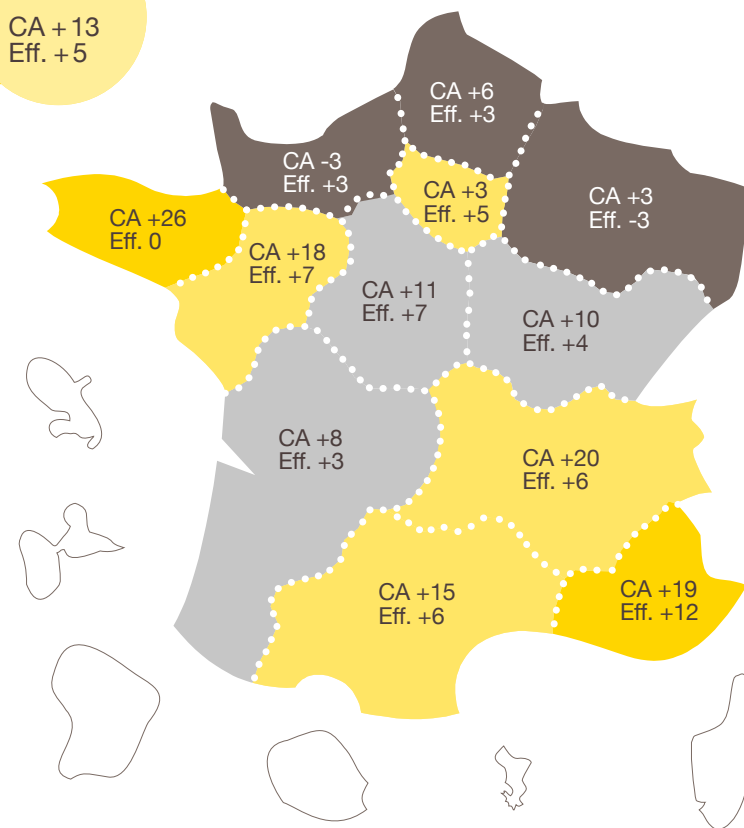 CA +13
Eff. +5
CA +6
Eff. +3
CA -3
Eff. +3
CA +3
Eff. +5
CA +3
Eff. -3
CA +26
Eff. 0
CA +18
Eff. +7
CA +11
Eff. +7
CA +10
Eff. +4
CA +8
Eff. +3
CA +20
Eff. +6
CA +15
Eff. +6
CA +19
Eff. +12